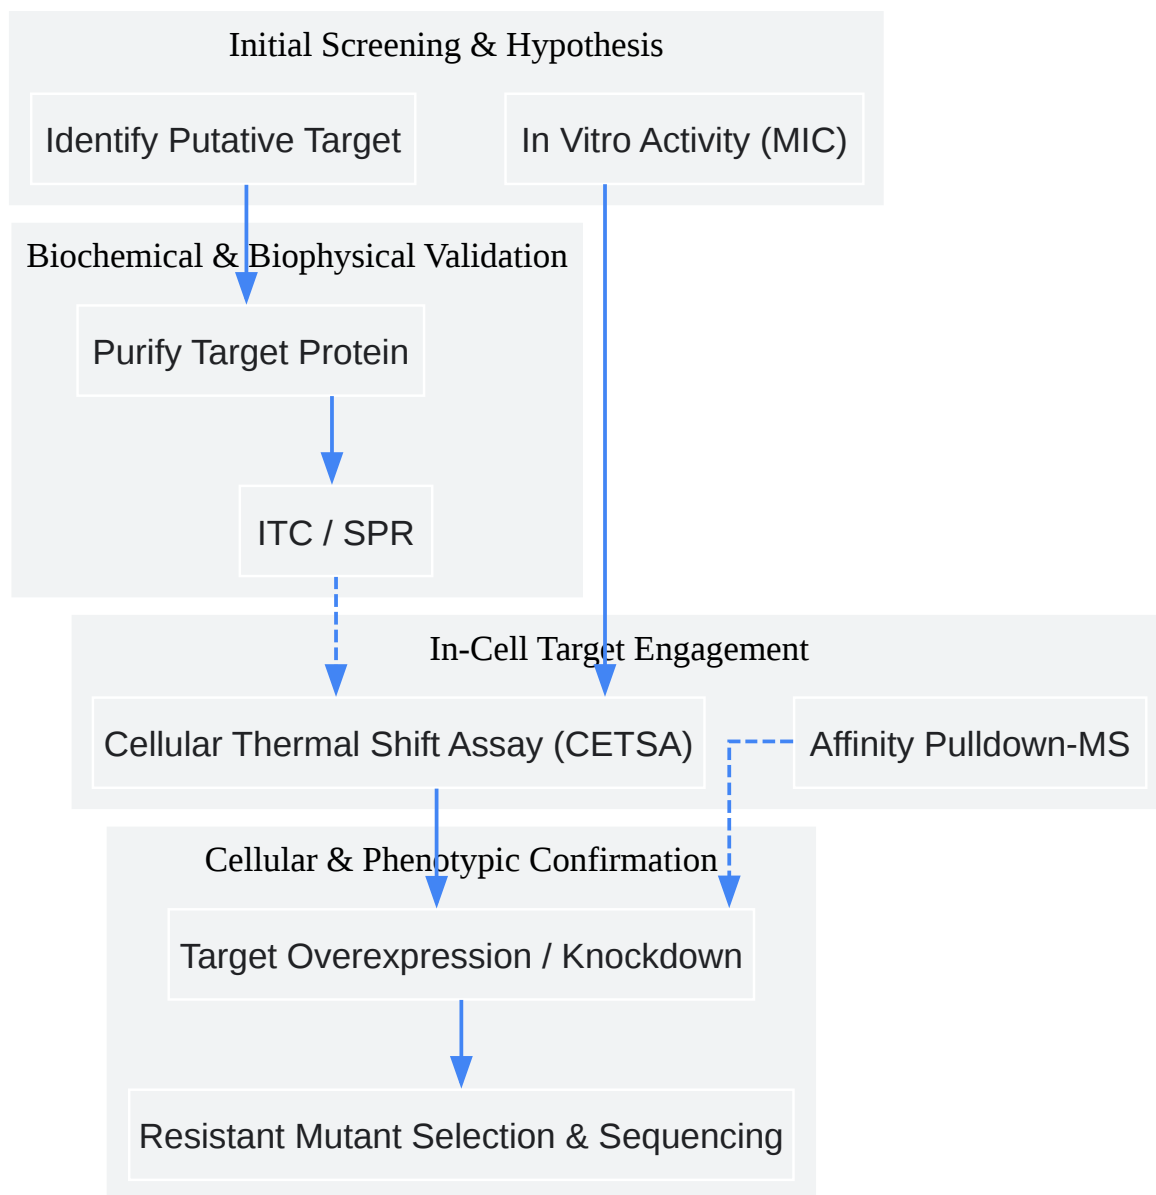 Initial Screening & Hypothesis
Identify Putative Target
In Vitro Activity (MIC)
Biochemical & Biophysical Validation
Purify Target Protein
ITC / SPR
In-Cell Target Engagement
Cellular Thermal Shift Assay (CETSA)
Affinity Pulldown-MS
Cellular & Phenotypic Confirmation
Target Overexpression / Knockdown
Resistant Mutant Selection & Sequencing